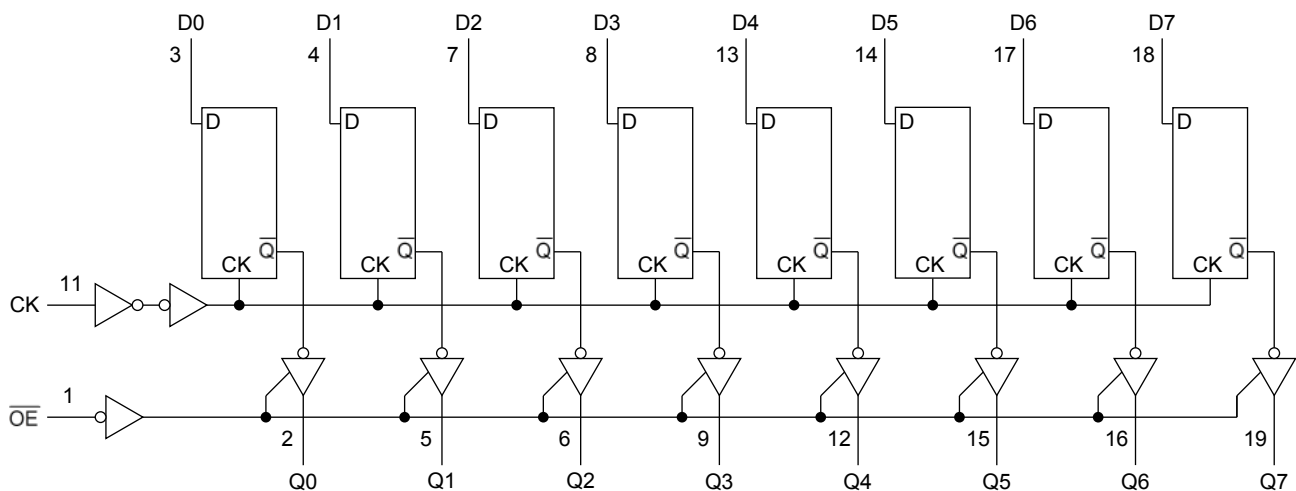 D0 D1 D2 D3 D4 D5 D6 D7
3 4 7 8 13 14 17 18
D D D D D D D D
Q̅ Q̅ Q̅ Q̅ Q̅ Q̅ Q̅ Q̅
CK CK CK CK CK CK CK CK
11
CK
1
O̅E̅
2 5 6 9 12 15 16 19
Q0 Q1 Q2 Q3 Q4 Q5 Q6 Q7